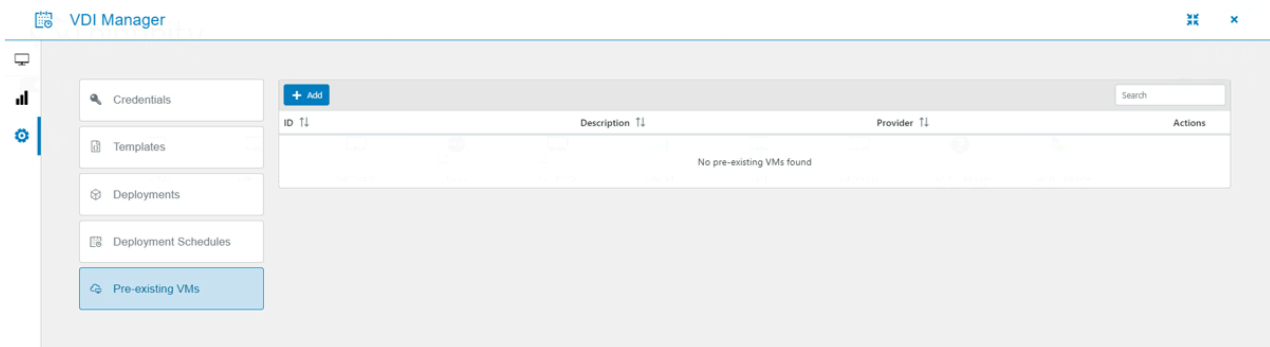 VDI Manager
Credentials
Templates
Deployments
Deployment Schedules
Pre-existing VMs
+ Add
Search
ID
Description
Provider
Actions
No pre-existing VMs found